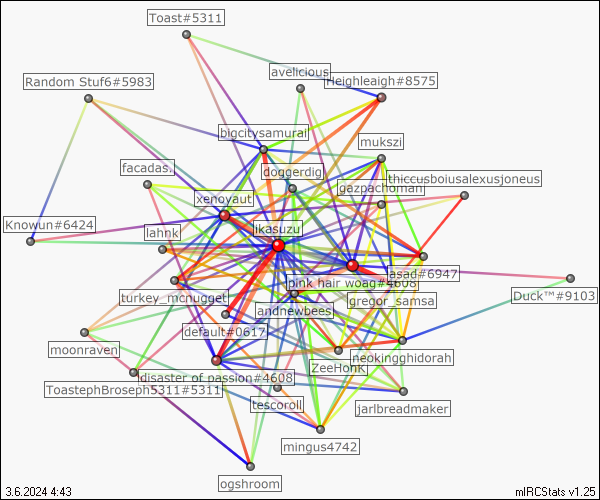 Toast#5311
avelicious
Random Stuf6#5983
heighleigh#8575
bigcitysamurai
mukszi
facadas.
doggerdig
thiccusboiusalexusjoneus
gazpachoman
xenoyaut
Knowun#6424
lahnk
likasuzu
asad#6947
pink hair woag#4608
Duck™#9103
turkey_mcnugget
gregor_samsa
andnewbees
default#0617
moonraven
neokingghidorah
ZeeHonk
disaster of passion#4608
ToastephBroseph5311#5311
tescoroll
jarlbreadmaker
mingus4742
ogshroom
3.6.2024 4:43
mIRCStats v1.25